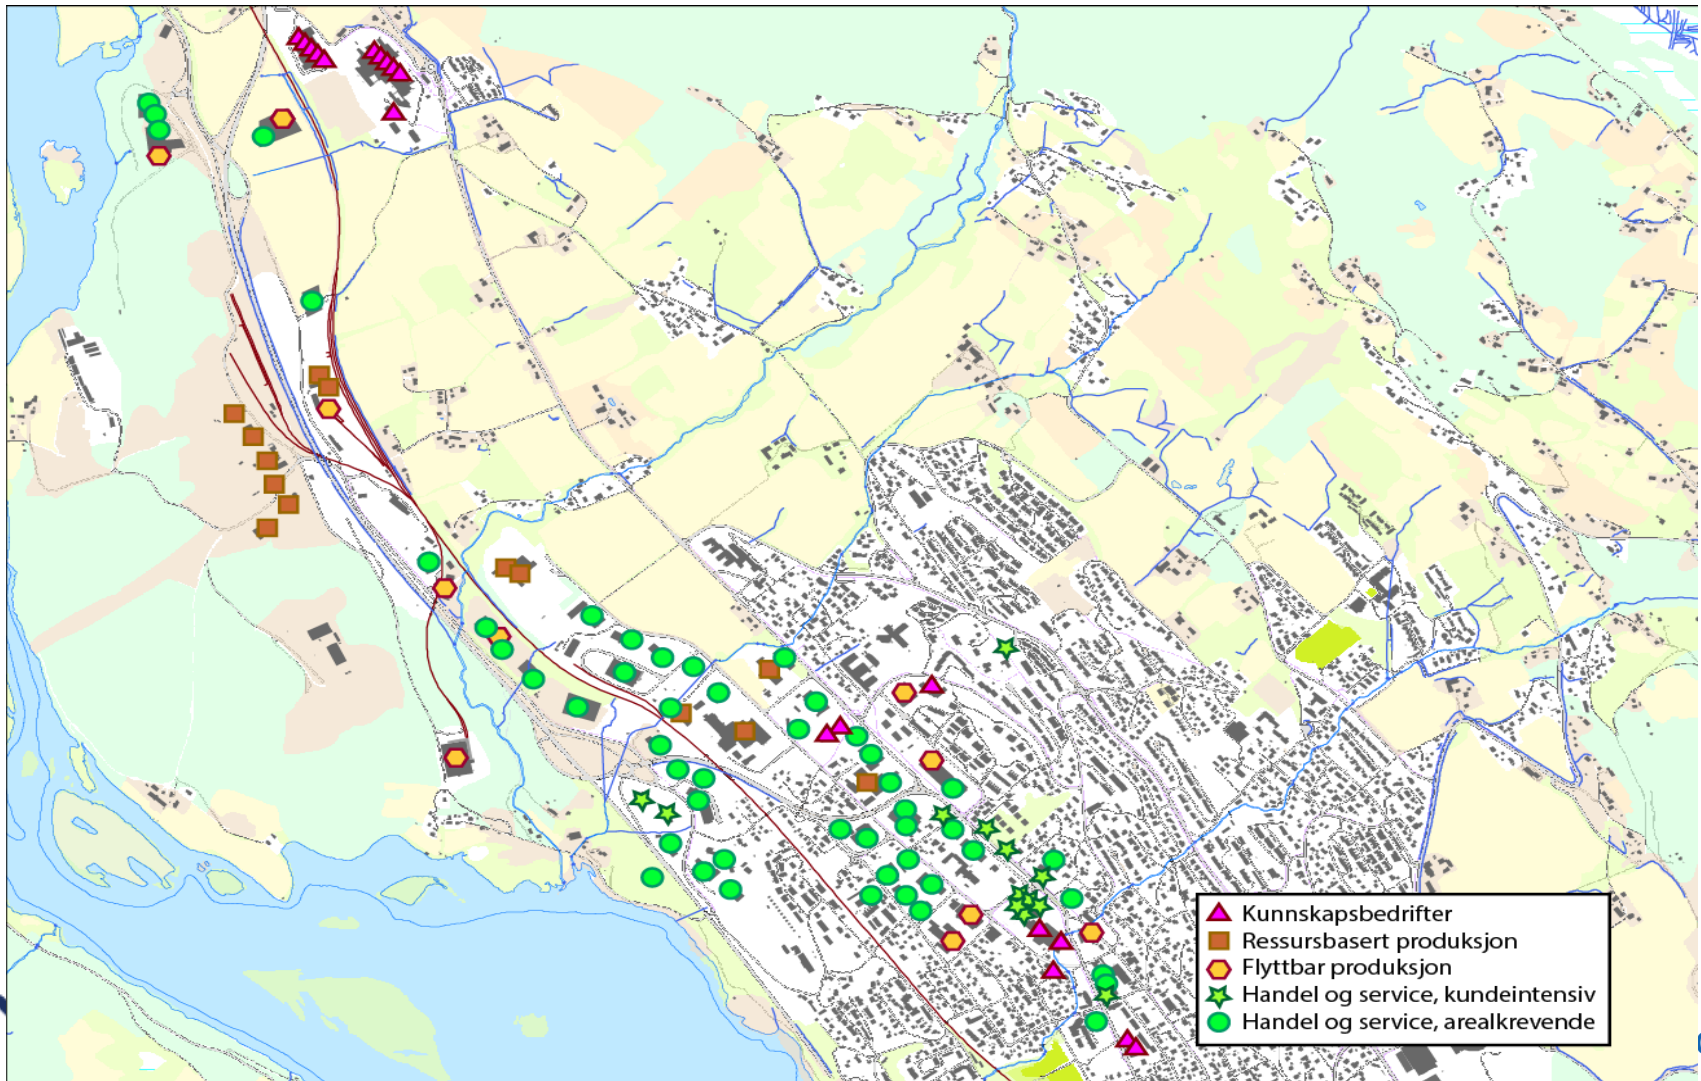 Kunnskapsbedrifter
Ressursbasert produksjon
Flyttbar produksjon
Handel og service, kundeintensiv
Handel og service, arealkrevende